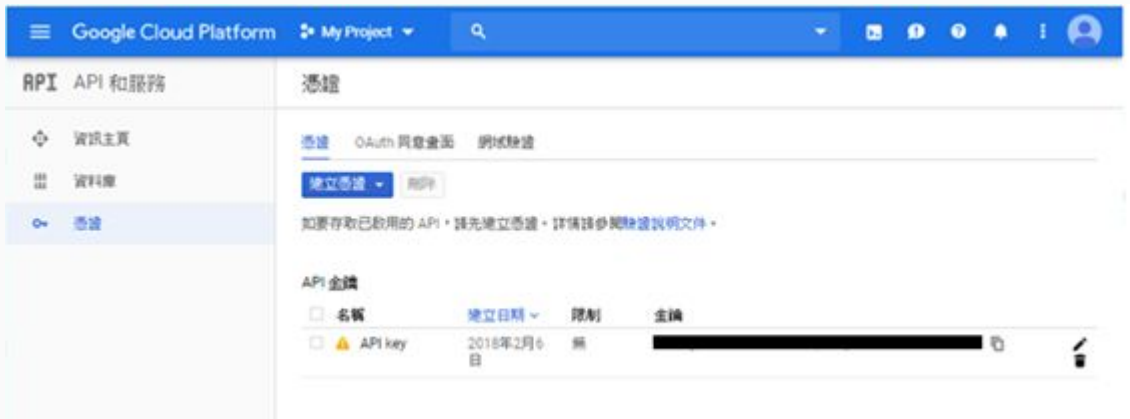 Google Cloud Platform My Project
API API 和服務 憑證
資訊主頁
資料庫
憑證
憑證 OAuth 同意畫面 網域驗證
建立憑證 刪除
如要存取已啟用的 API，請先建立憑證。詳情請參閱驗證說明文件。
API 金鑰
名稱 建立日期 限制 金鑰
API key 2018年2月6日 無